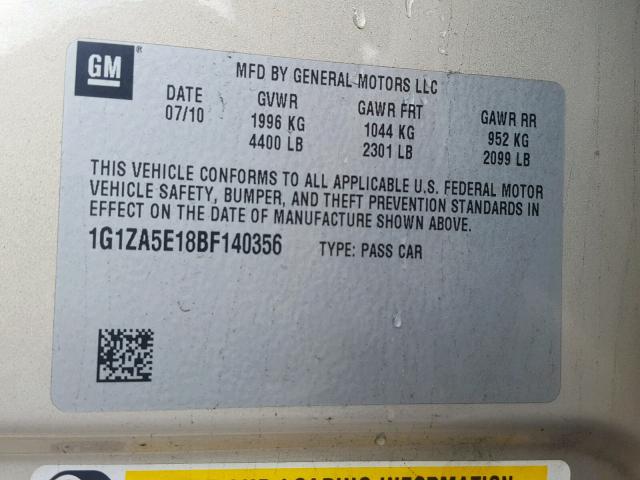 GM
MFD BY GENERAL MOTORS LLC
DATE GVWR GAWR FRT GAWR RR
07/10 1996 KG 1044 KG 952 KG
4400 LB 2301 LB 2099 LB
THIS VEHICLE CONFORMS TO ALL APPLICABLE U.S. FEDERAL MOTOR
VEHICLE SAFETY, BUMPER, AND THEFT PREVENTION STANDARDS IN
EFFECT ON THE DATE OF MANUFACTURE SHOWN ABOVE.
1G1ZA5E18BF140356 TYPE: PASS CAR
LOADING INFORMATION